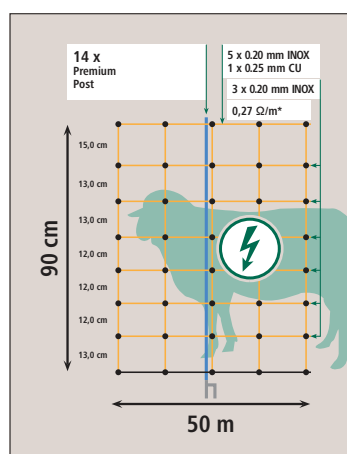 14 x
Premium
Post
5 x 0.20 mm INOX
1 x 0.25 mm CU
3 x 0.20 mm INOX
0,27 Ω/m*
15,0 cm
13,0 cm
13,0 cm
12,0 cm
12,0 cm
12,0 cm
13,0 cm
90 cm
50 m